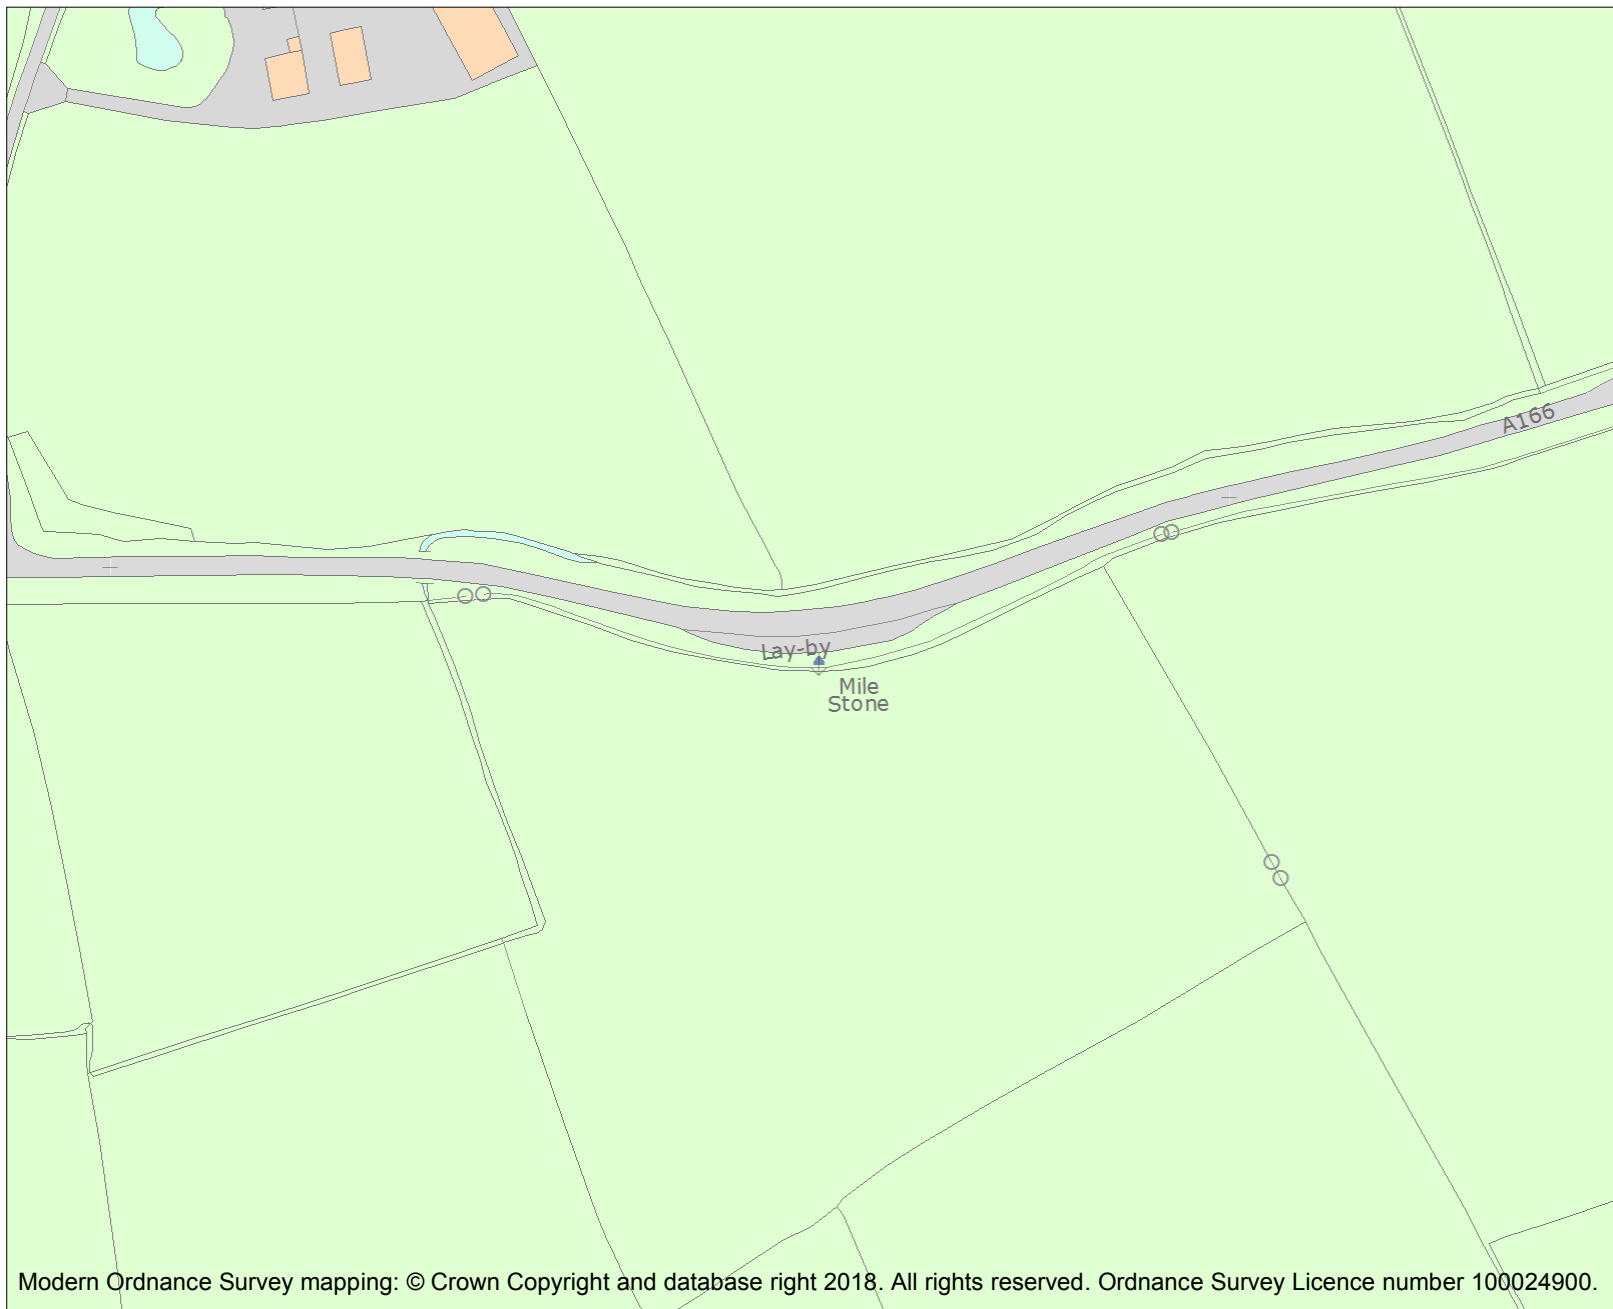 A166
Lay-by
Mile
Stone
Modern Ordnance Survey mapping: © Crown Copyright and database right 2018. All rights reserved. Ordnance Survey Licence number 100024900.